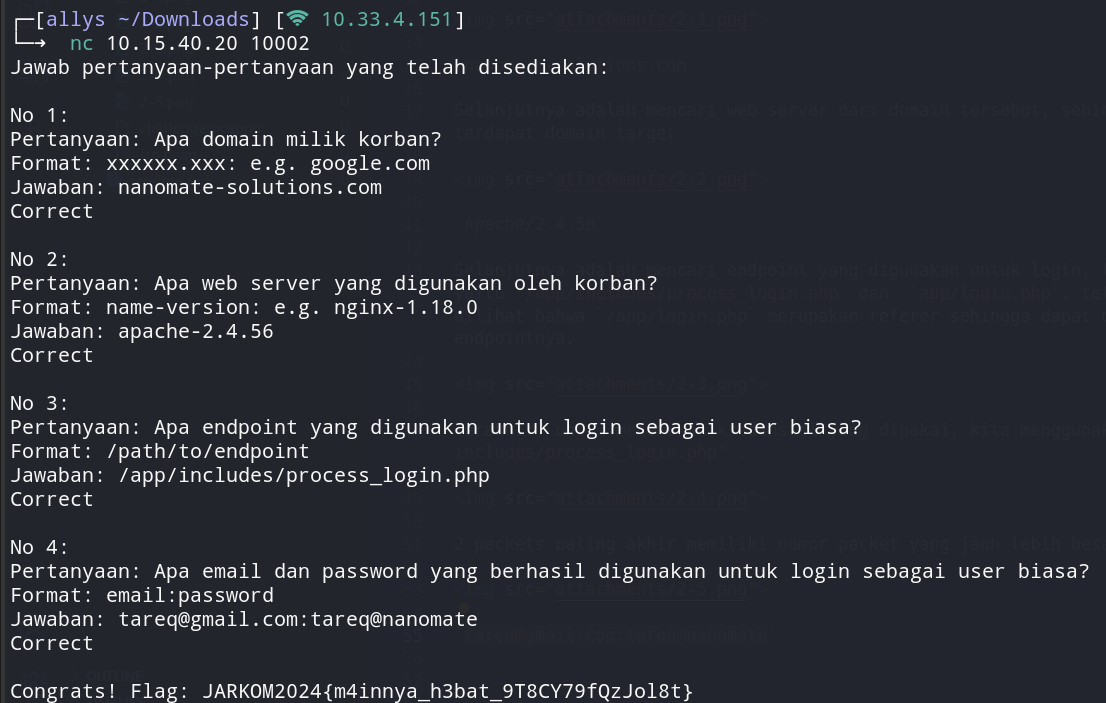 [allys ~/Downloads] [10.33.4.151]
nc 10.15.40.20 10002
Jawab pertanyaan-pertanyaan yang telah disediakan:
No 1:
Pertanyaan: Apa domain milik korban?
Format: xxxxxx.xxx: e.g. google.com
Jawaban: nanomate-solutions.com
Correct
No 2:
Pertanyaan: Apa web server yang digunakan oleh korban?
Format: name-version: e.g. nginx-1.18.0
Jawaban: apache-2.4.56
Correct
No 3:
Pertanyaan: Apa endpoint yang digunakan untuk login sebagai user biasa?
Format: /path/to/endpoint
Jawaban: /app/includes/process_login.php
Correct
No 4:
Pertanyaan: Apa email dan password yang berhasil digunakan untuk login sebagai user biasa?
Format: email:password
Jawaban: tareq@gmail.com:tareq@nanomate
Correct
Congrats! Flag: JARKOM2024{m4innya_h3bat_9T8CY79fQzJol8t}